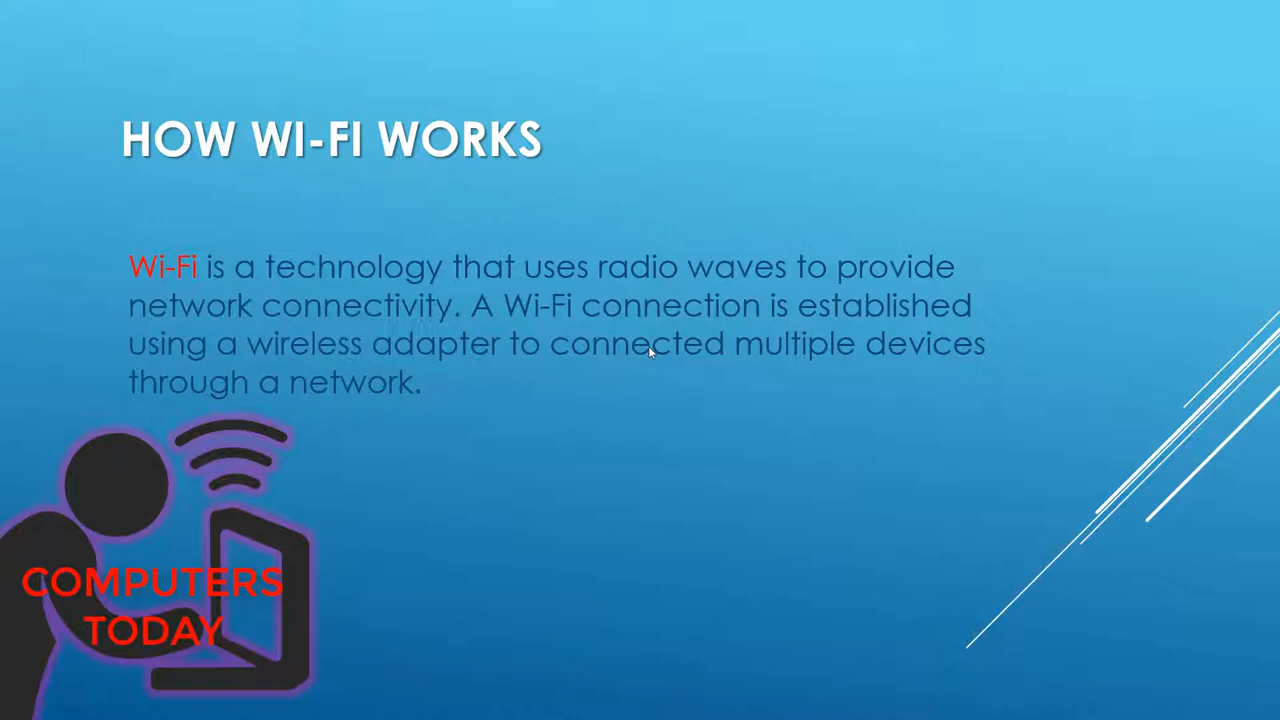 HOW WI-FI WORKS
Wi-Fi is a technology that uses radio waves to provide
network connectivity. A Wi-Fi connection is established
using a wireless adapter to connected multiple devices
through a network.
COMPUTERS
TODAY